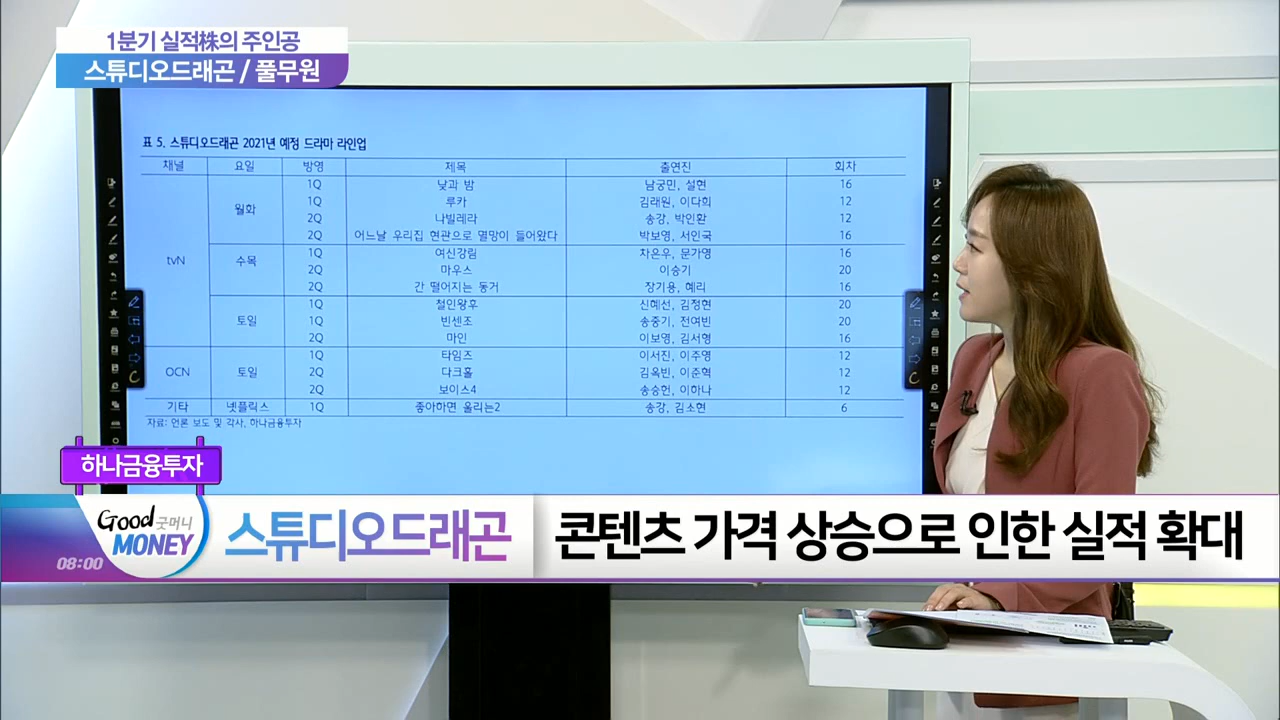 1분기 실적株의 주인공
스튜디오드래곤 / 풀무원
표 5. 스튜디오드래곤 2021년 예정 드라마 라인업
채널 요일 방영 제목 출연진 회차
tvN 월화 1Q 낮과 밤 남궁민, 설현 16
1Q 루카 김래원, 이다희 12
2Q 나빌레라 송강, 박인환 12
2Q 어느날 우리집 현관으로 멸망이 들어왔다 박보영, 서인국 16
수목 1Q 여신강림 차은우, 문가영 16
2Q 마우스 이승기 20
2Q 간 떨어지는 동거 장기용, 혜리 16
토일 1Q 철인왕후 신혜선, 김정현 20
1Q 빈센조 송중기, 전여빈 20
2Q 마인 이보영, 김서형 16
OCN 토일 1Q 타임즈 이서진, 이주영 12
2Q 다크홀 김옥빈, 이준혁 12
2Q 보이스4 송승헌, 이하나 12
기타 넷플릭스 1Q 좋아하면 울리는2 송강, 김소현 6
자료: 언론 보도 및 각사, 하나금융투자
하나금융투자
Good 굿머니
MONEY
08:00
스튜디오드래곤
콘텐츠 가격 상승으로 인한 실적 확대